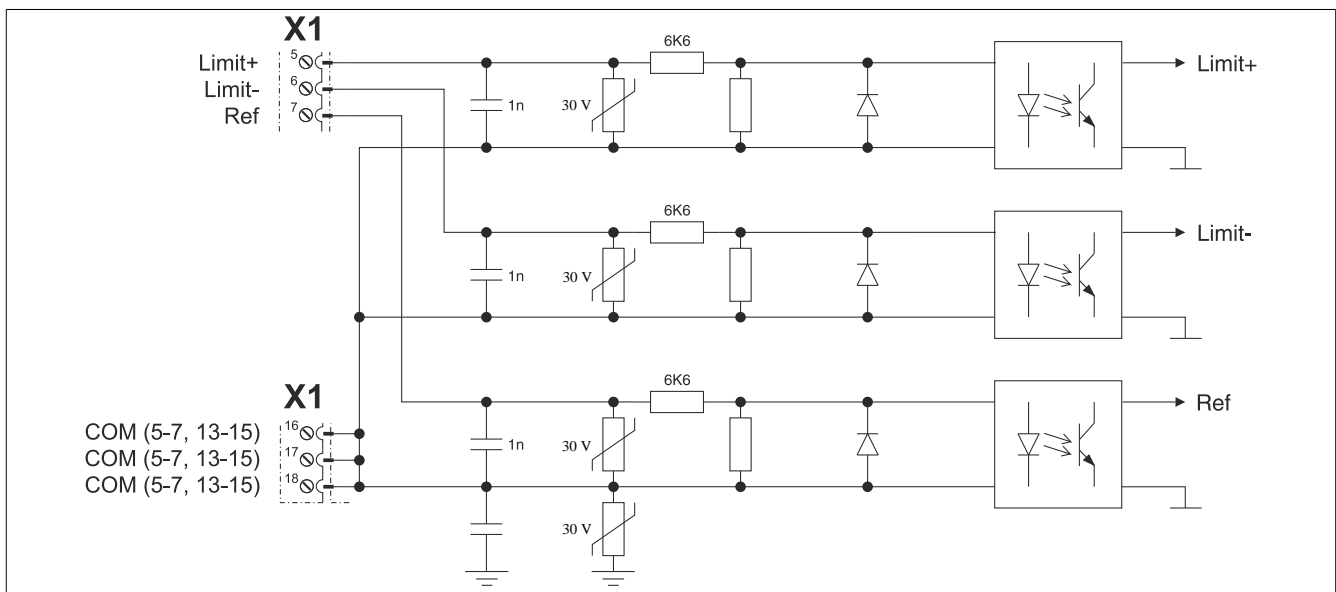 X1
5
Limit+
6
Limit-
7
Ref
6K6
1n
30 V
Limit+
6K6
1n
30 V
Limit-
X1
16
COM (5-7, 13-15)
17
COM (5-7, 13-15)
18
COM (5-7, 13-15)
6K6
1n
30 V
Ref
30 V